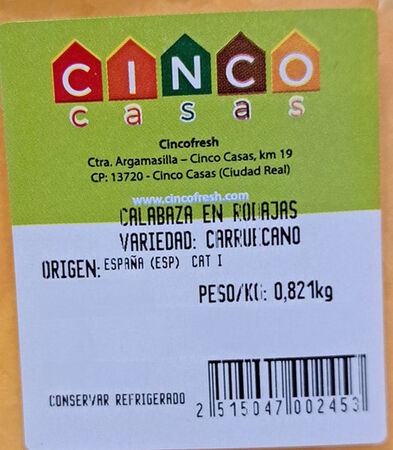 CINCO
casas
Cincofresh
Ctra. Argamasilla – Cinco Casas, km 19
CP: 13720 - Cinco Casas (Ciudad Real)
www.cincofresh.com
CALABAZA EN RODAJAS
VARIEDAD: CARRUECANO
ORIGEN: ESPAÑA (ESP) CAT I
PESO/KG: 0,821kg
CONSERVAR REFRIGERADO
2 515047 002453